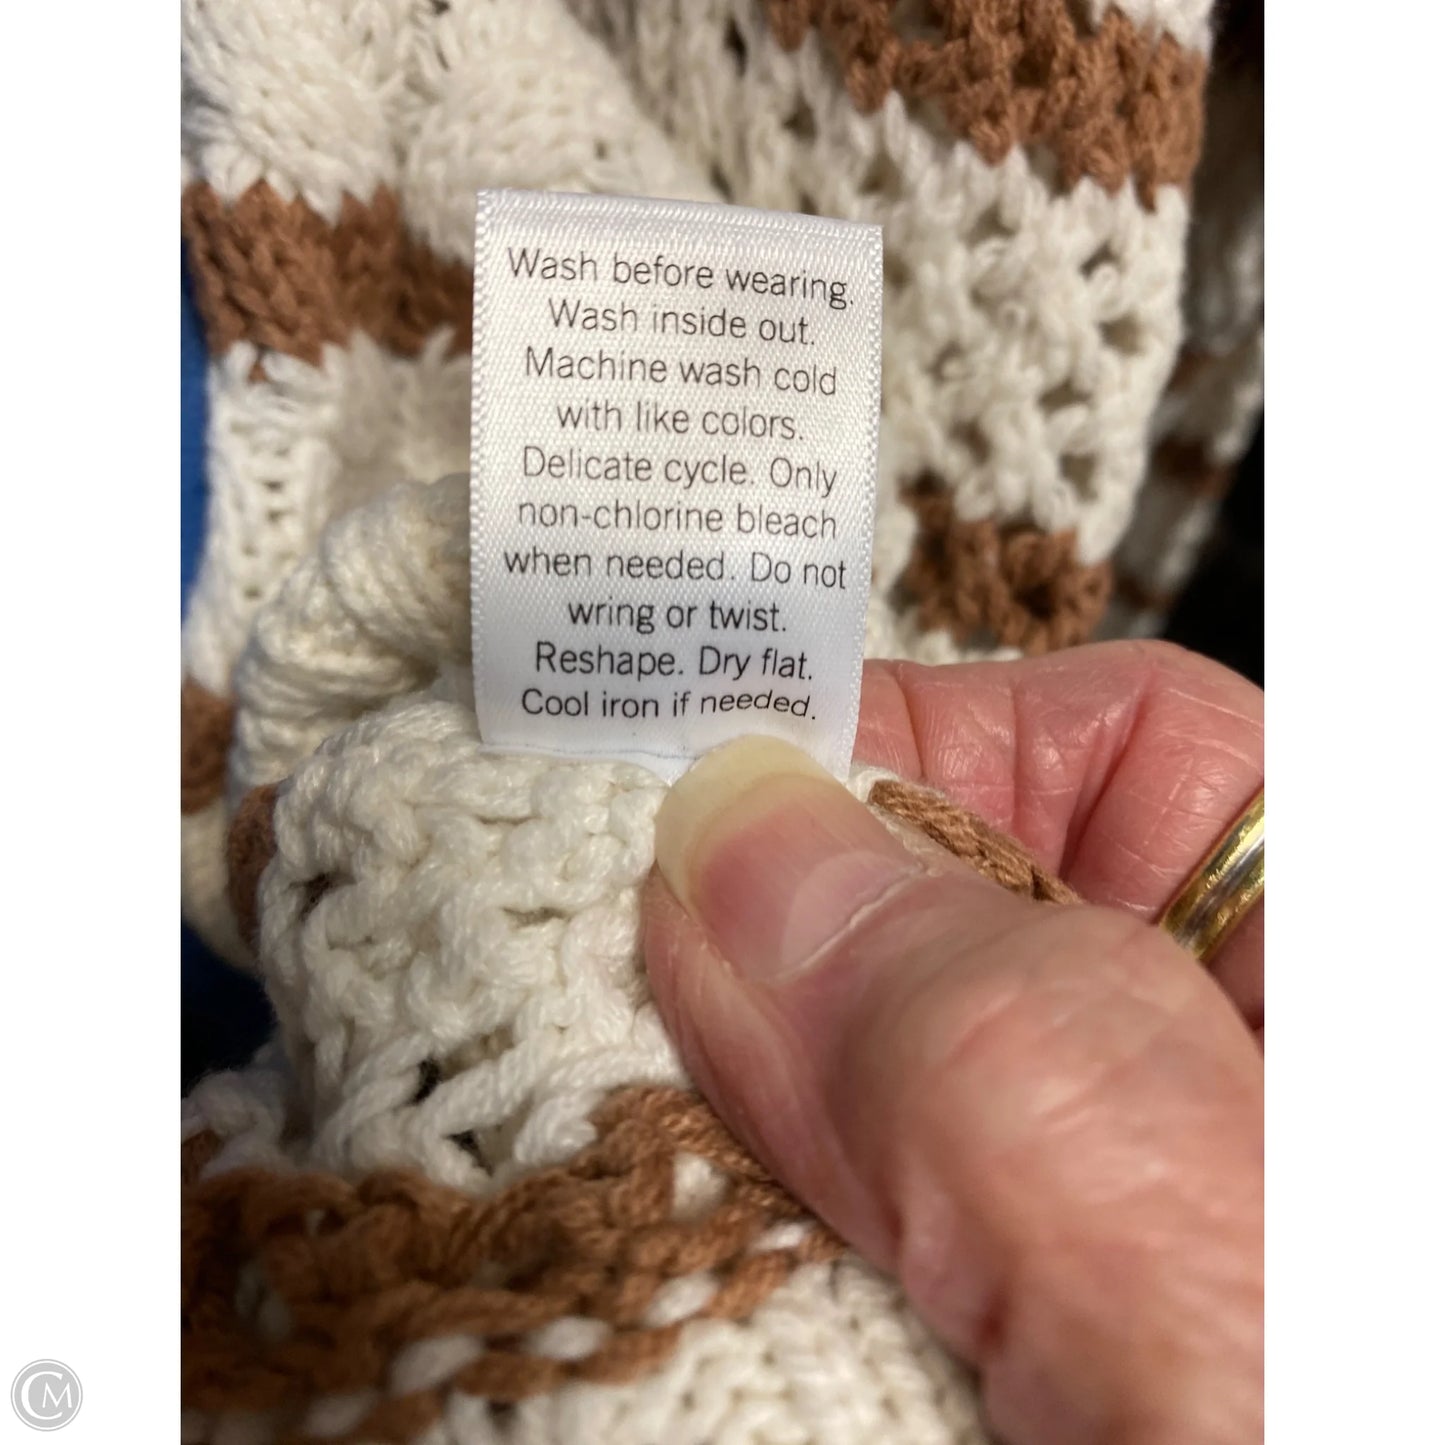 Wash before wearing.
Wash inside out.
Machine wash cold
with like colors.
Delicate cycle. Only
non-chlorine bleach
when needed. Do not
wring or twist.
Reshape. Dry flat.
Cool iron if needed.
CM